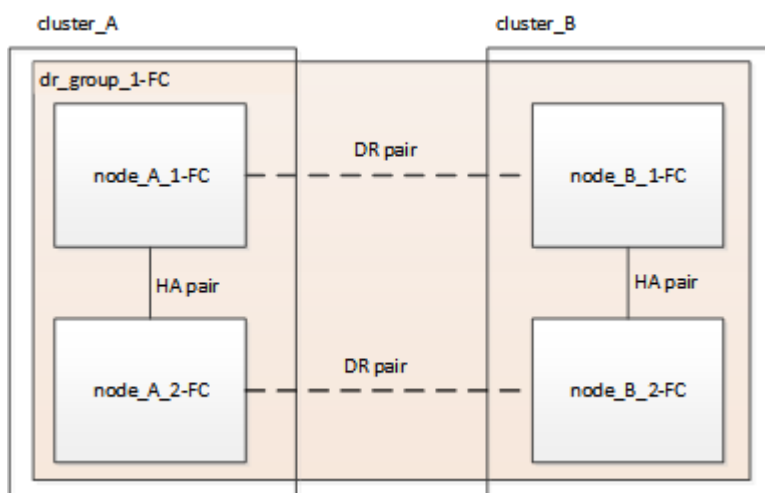 cluster_A
cluster_B
dr_group_1-FC
DR pair
node_A_1-FC
node_B_1-FC
HA pair
HA pair
DR pair
node_A_2-FC
node_B_2-FC